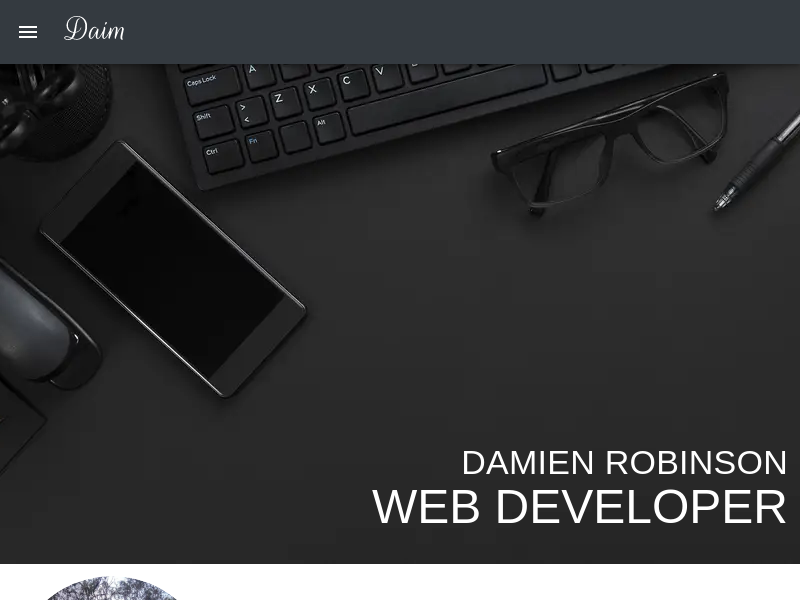 Daim
Caps Lock A
Shift > < Z X C V
Ctrl Fn Alt
DAMIEN ROBINSON
WEB DEVELOPER